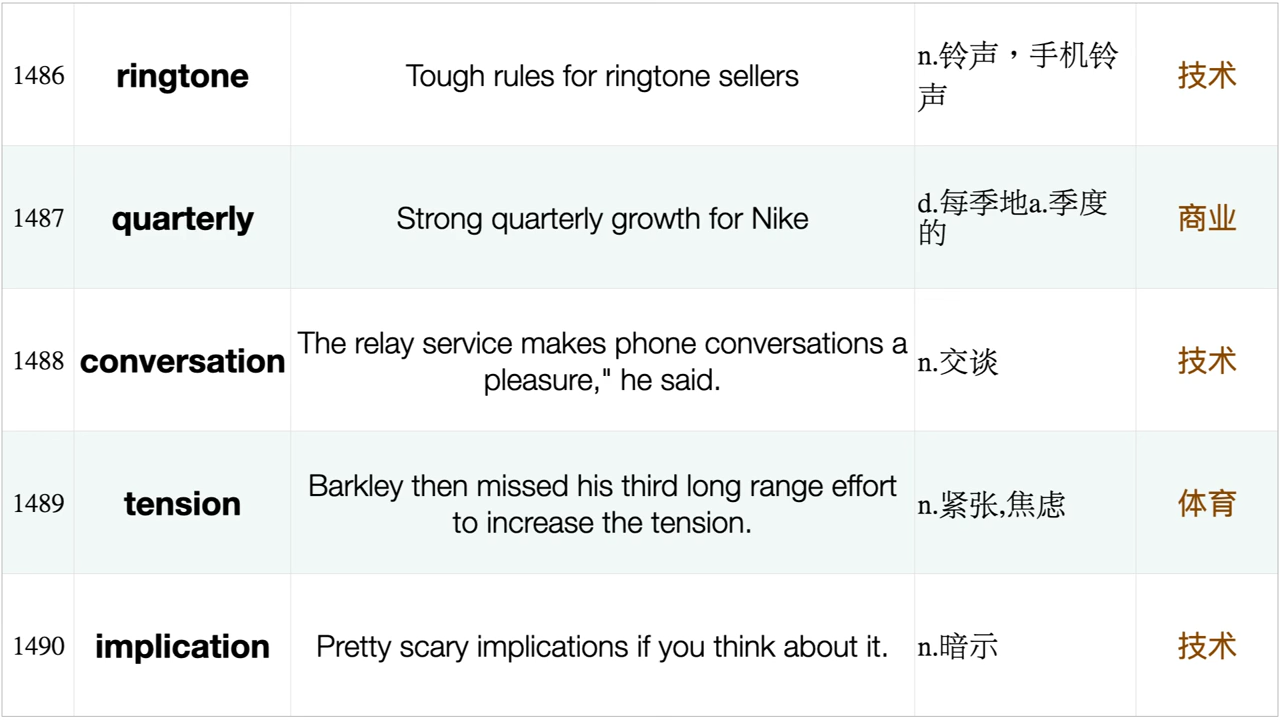 1486 ringtone Tough rules for ringtone sellers n.铃声，手机铃声 技术
1487 quarterly Strong quarterly growth for Nike d.每季地a.季度的 商业
1488 conversation The relay service makes phone conversations a pleasure," he said. n.交谈 技术
1489 tension Barkley then missed his third long range effort to increase the tension. n.紧张,焦虑 体育
1490 implication Pretty scary implications if you think about it. n.暗示 技术